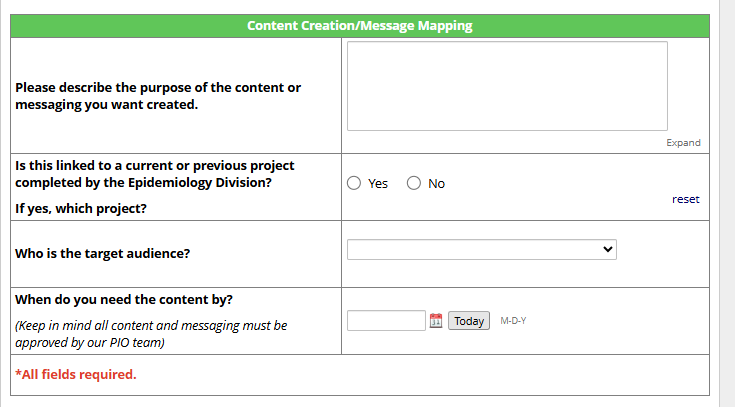 Content Creation/Message Mapping
Please describe the purpose of the content or
messaging you want created.
Expand
Is this linked to a current or previous project
completed by the Epidemiology Division?
If yes, which project?
Yes No
reset
Who is the target audience?
When do you need the content by?
(Keep in mind all content and messaging must be
approved by our PIO team)
31 Today M-D-Y
*All fields required.